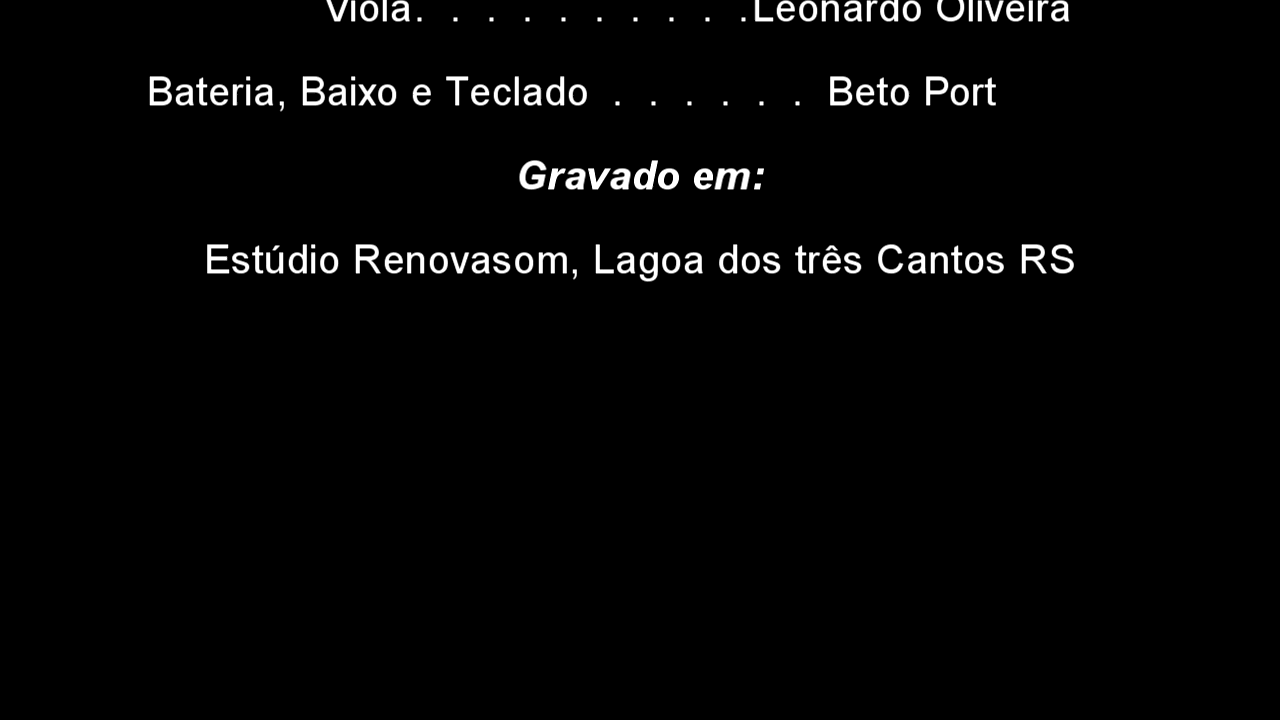 Viola. . . . . . . . . .Leonardo Oliveira
Bateria, Baixo e Teclado . . . . . . Beto Port
Gravado em:
Estúdio Renovasom, Lagoa dos três Cantos RS